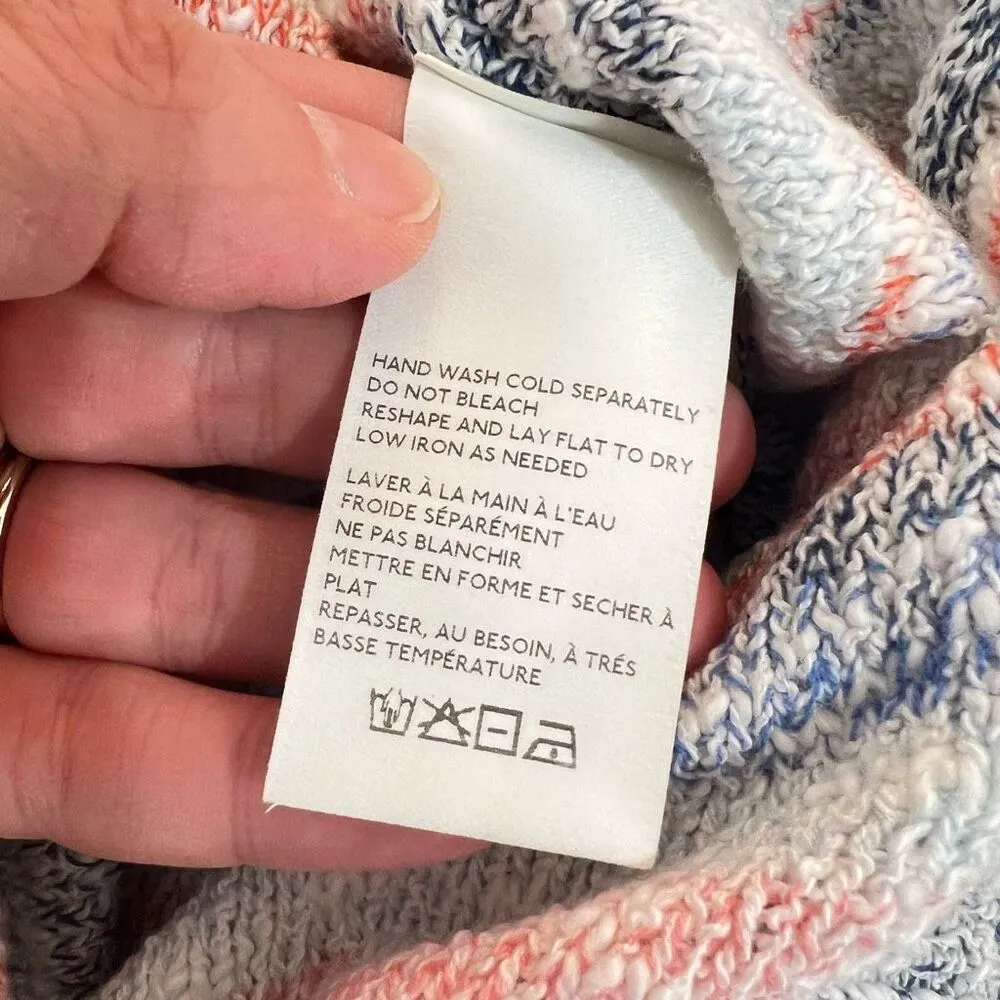 HAND WASH COLD SEPARATELY
DO NOT BLEACH
RESHAPE AND LAY FLAT TO DRY
LOW IRON AS NEEDED
LAVER À LA MAIN À L'EAU
FROIDE SÉPARÉMENT
NE PAS BLANCHIR
METTRE EN FORME ET SECHER À
PLAT
REPASSER, AU BESOIN, À TRÉS
BASSE TEMPÉRATURE